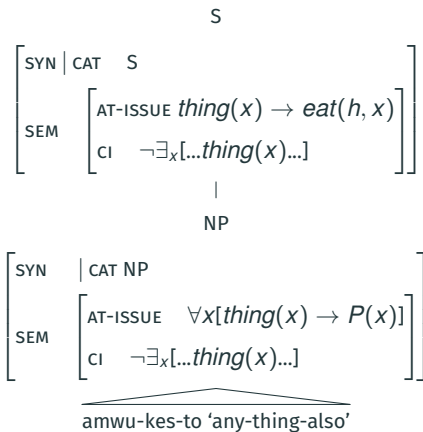 S
SYN | CAT S
SEM
AT-ISSUE thing(x) → eat(h, x)
CI ¬∃ₓ[...thing(x)...]
NP
SYN | CAT NP
SEM
AT-ISSUE ∀x[thing(x) → P(x)]
CI ¬∃ₓ[...thing(x)...]
amwu-kes-to ‘any-thing-also’